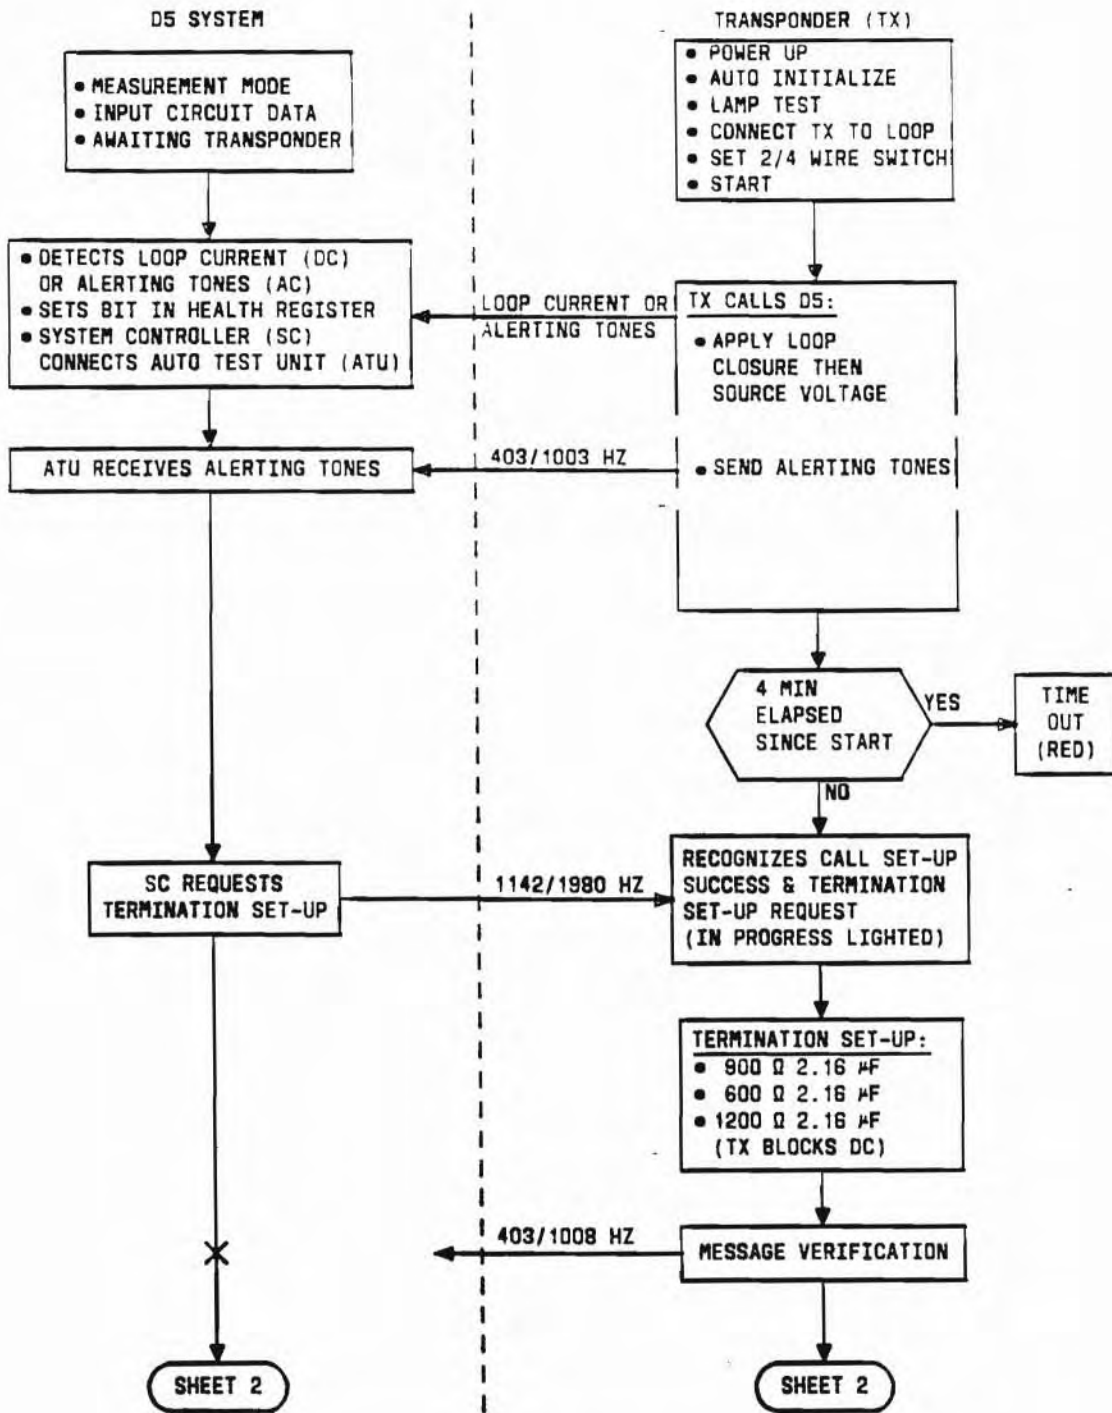 D5 SYSTEM
• MEASUREMENT MODE
• INPUT CIRCUIT DATA
• AWAITING TRANSPONDER
TRANSPONDER (TX)
• POWER UP
• AUTO INITIALIZE
• LAMP TEST
• CONNECT TX TO LOOP
• SET 2/4 WIRE SWITCH
• START
• DETECTS LOOP CURRENT (DC)
OR ALERTING TONES (AC)
• SETS BIT IN HEALTH REGISTER
• SYSTEM CONTROLLER (SC)
CONNECTS AUTO TEST UNIT (ATU)
LOOP CURRENT OR
ALERTING TONES
TX CALLS D5:
• APPLY LOOP
CLOSURE THEN
SOURCE VOLTAGE
ATU RECEIVES ALERTING TONES
403/1003 HZ
• SEND ALERTING TONES
4 MIN
ELAPSED
SINCE START
YES
TIME
OUT
(RED)
NO
SC REQUESTS
TERMINATION SET-UP
1142/1980 HZ
RECOGNIZES CALL SET-UP
SUCCESS & TERMINATION
SET-UP REQUEST
(IN PROGRESS LIGHTED)
TERMINATION SET-UP:
• 900 Ω 2.16 µF
• 600 Ω 2.16 µF
• 1200 Ω 2.16 µF
(TX BLOCKS DC)
403/1008 HZ
MESSAGE VERIFICATION
SHEET 2
SHEET 2